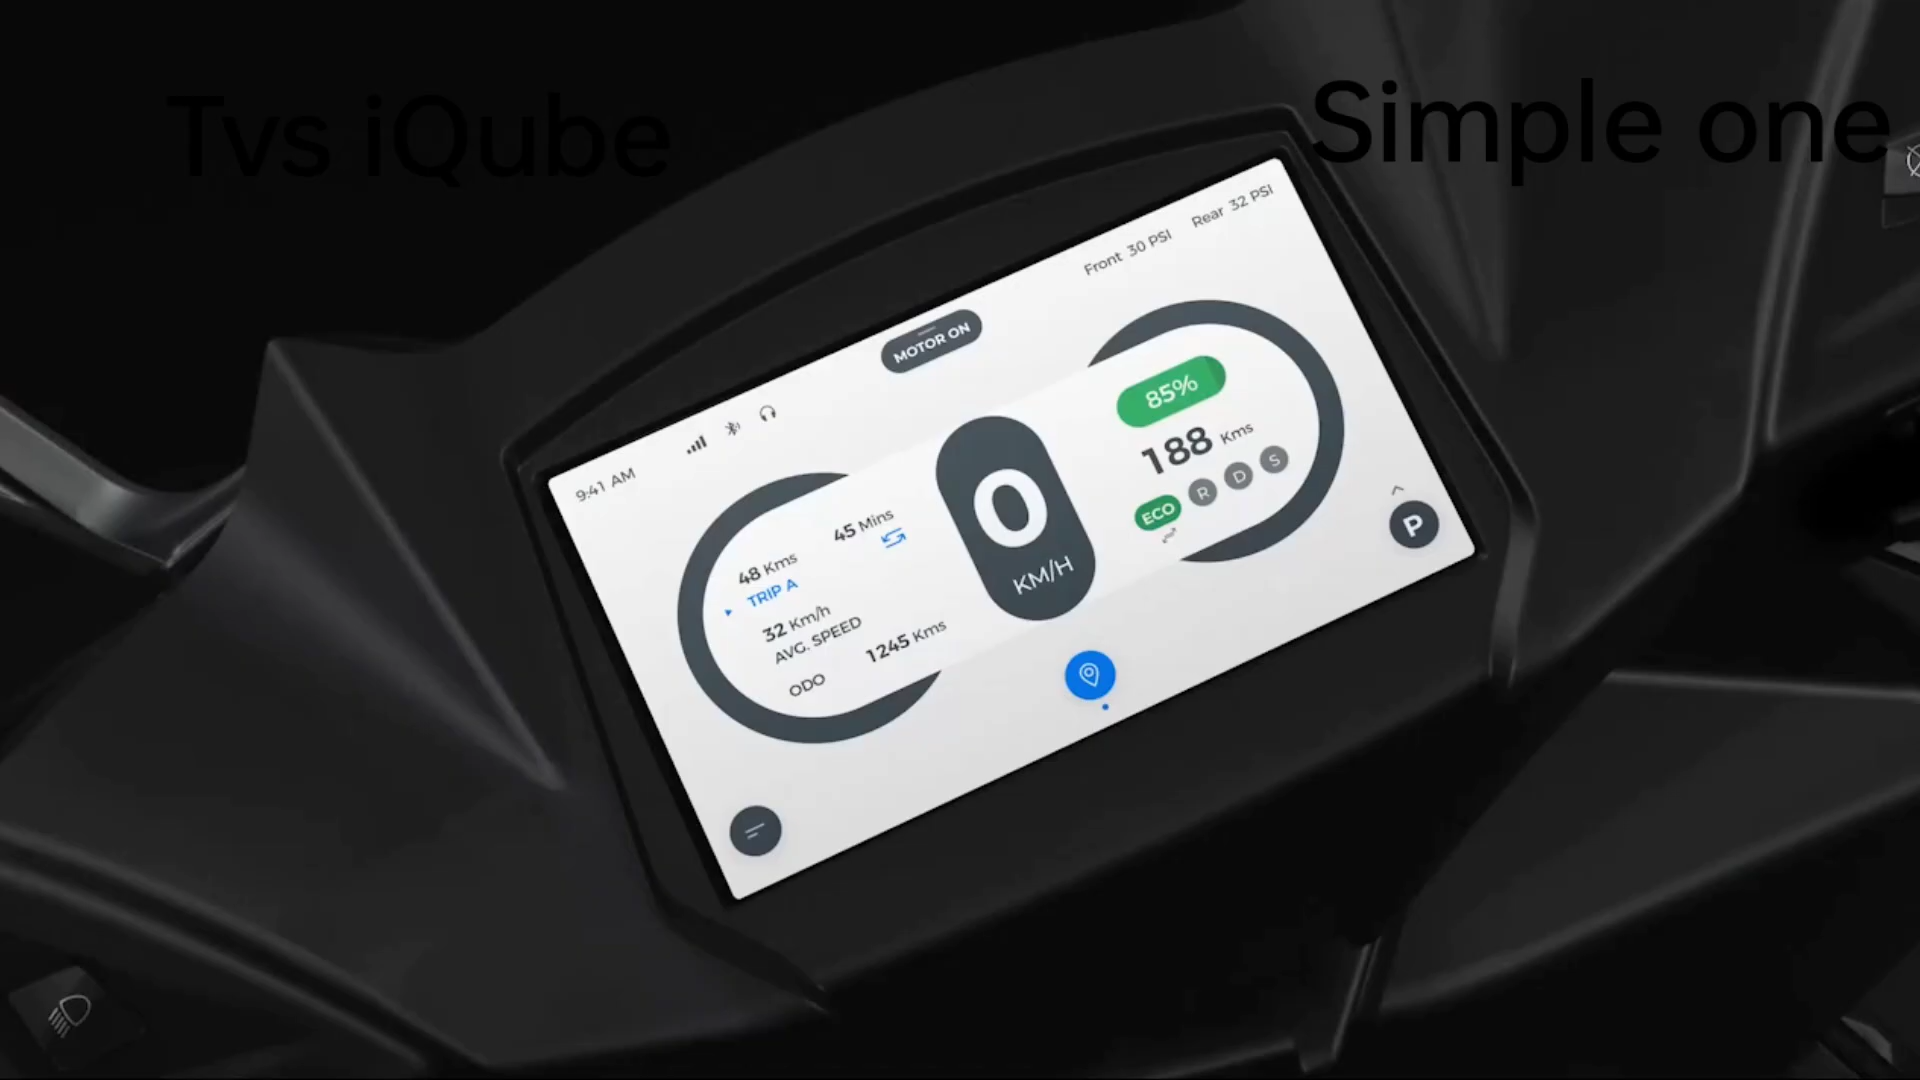 Tvs iQube
Simple one
Front 30 PSI Rear 32 PSI
MOTOR ON
9:41 AM
85%
188 Kms
ECO R D S
P
48 Kms 45 Mins
TRIP A
32 Km/h
AVG. SPEED
ODO 1245 Kms
0
KM/H